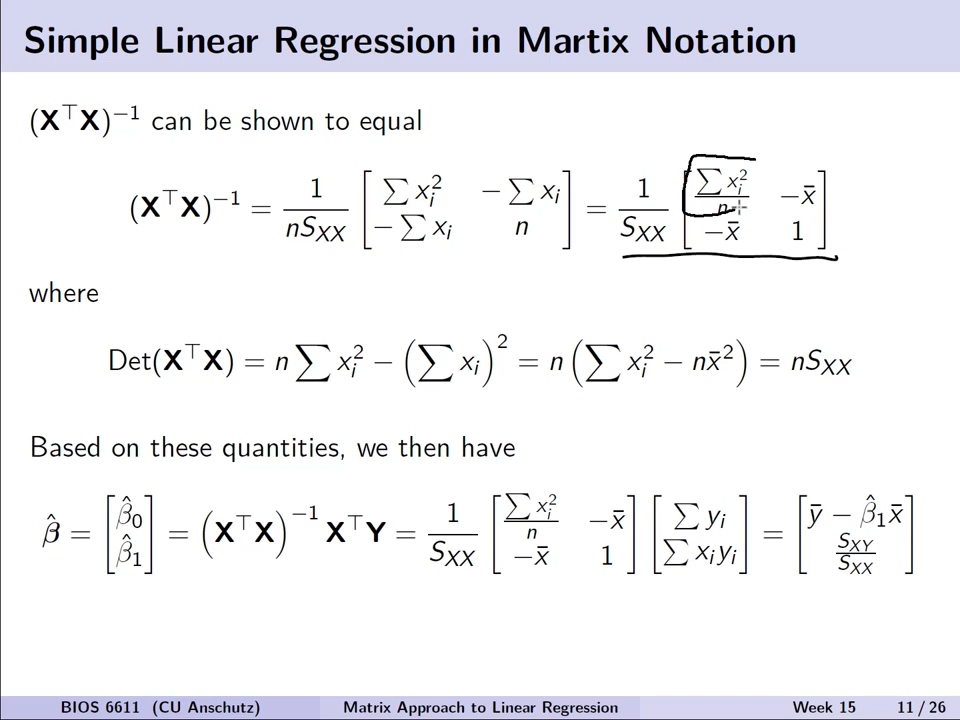 Simple Linear Regression in Martix Notation
(X⊤X)⁻¹ can be shown to equal
(X⊤X)⁻¹ = 1/(nS_XX) [∑x_i² −∑x_i; −∑x_i n] = 1/S_XX [∑x_i²/n −x̄; −x̄ 1]
where
Det(X⊤X) = n∑x_i² − (∑x_i)² = n(∑x_i² − nx̄²) = nS_XX
Based on these quantities, we then have
β̂ = [β̂₀; β̂₁] = (X⊤X)⁻¹ X⊤Y = 1/S_XX [∑x_i²/n −x̄; −x̄ 1] [∑y_i; ∑x_iy_i] = [ȳ − β̂₁x̄; S_XY/S_XX]
BIOS 6611 (CU Anschutz) Matrix Approach to Linear Regression Week 15 11 / 26